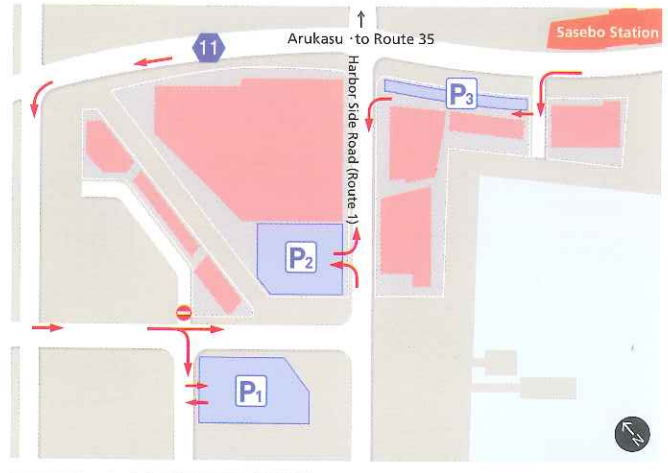 Arukasu · to Route 35
Sasebo Station
11
Harbor Side Road (Route 1)
P3
P2
P1
N